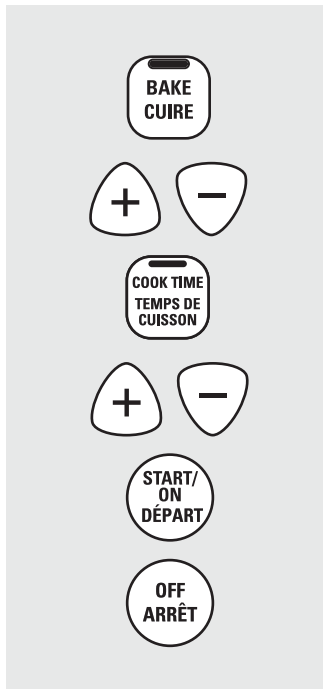 BAKE
CUIRE
+ −
COOK TIME
TEMPS DE
CUISSON
+ −
START/
ON
DÉPART
OFF
ARRÊT